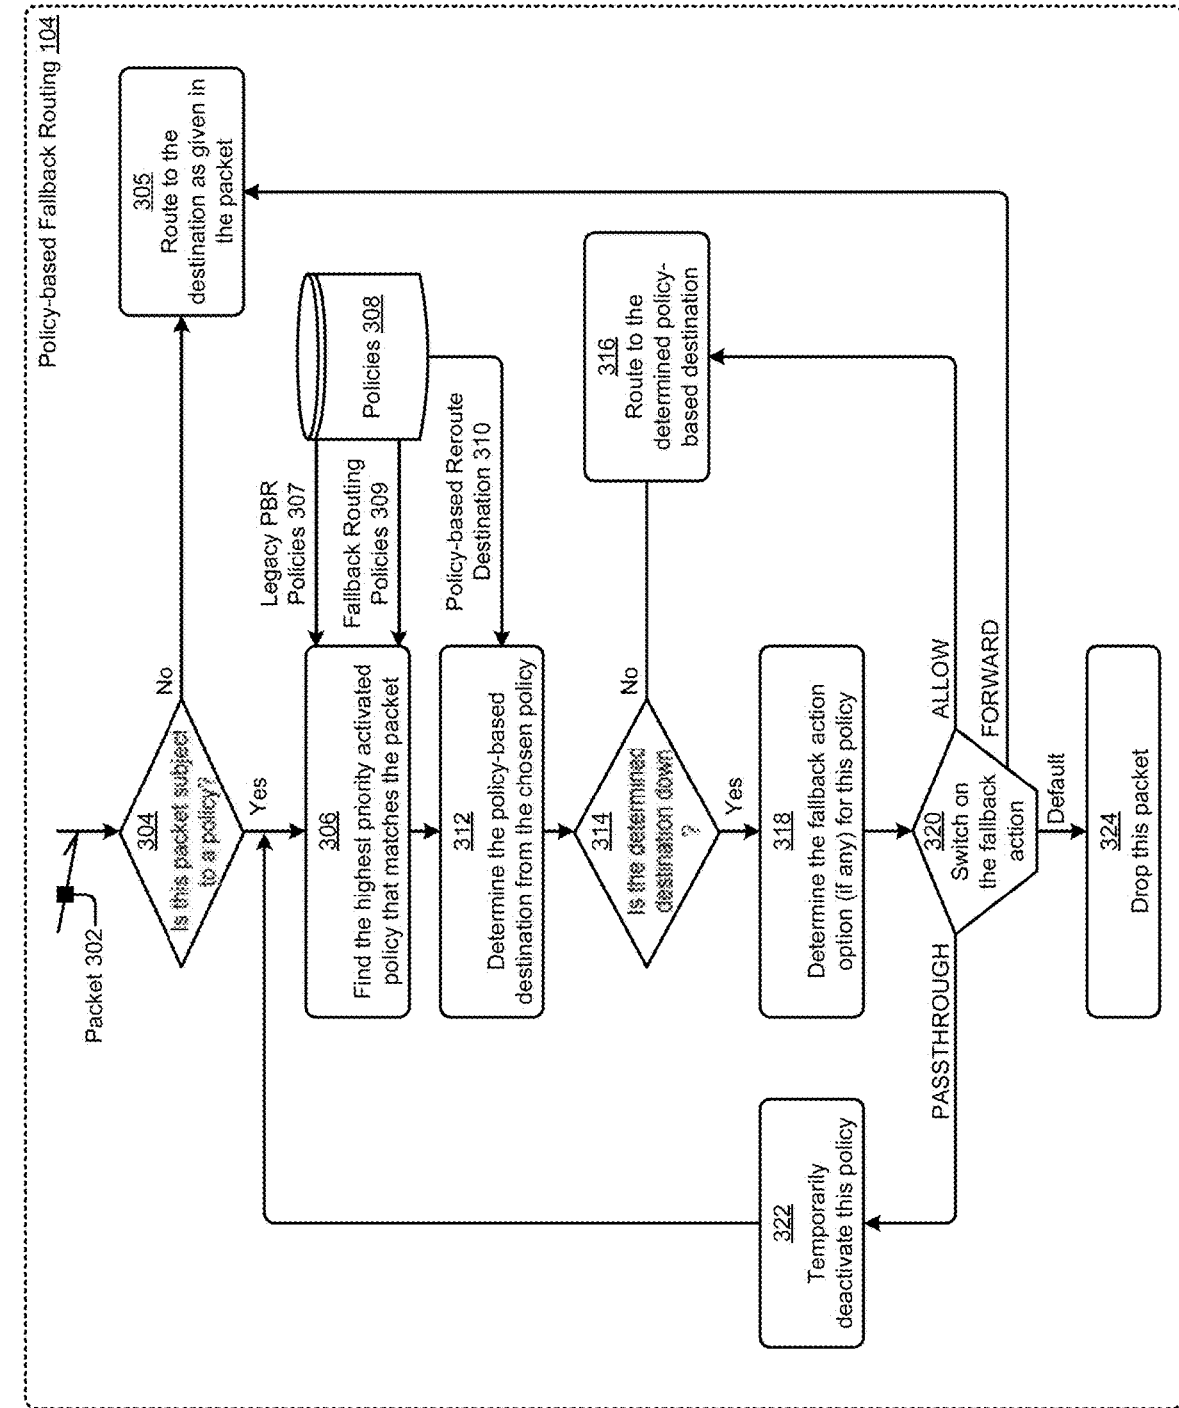 Policy-based Fallback Routing 104
Packet 302
304
Is this packet subject
to a policy?
No
Yes
305
Route to the
destination as given in
the packet
Legacy PBR
Policies 307
Fallback Routing
Policies 309
Policies 308
306
Find the highest priority activated
policy that matches the packet
Policy-based Reroute
Destination 310
312
Determine the policy-based
destination from the chosen policy
314
Is the determined
destination down
?
No
Yes
316
Route to the
determined policy-
based destination
318
Determine the fallback action
option (if any) for this policy
320
Switch on
the fallback
action
ALLOW
FORWARD
Default
PASSTHROUGH
322
Temporarily
deactivate this policy
324
Drop this packet